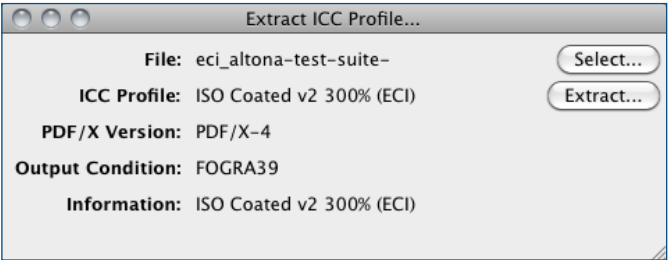 Extract ICC Profile...
File: eci_altona-test-suite- Select...
ICC Profile: ISO Coated v2 300% (ECI) Extract...
PDF/X Version: PDF/X-4
Output Condition: FOGRA39
Information: ISO Coated v2 300% (ECI)